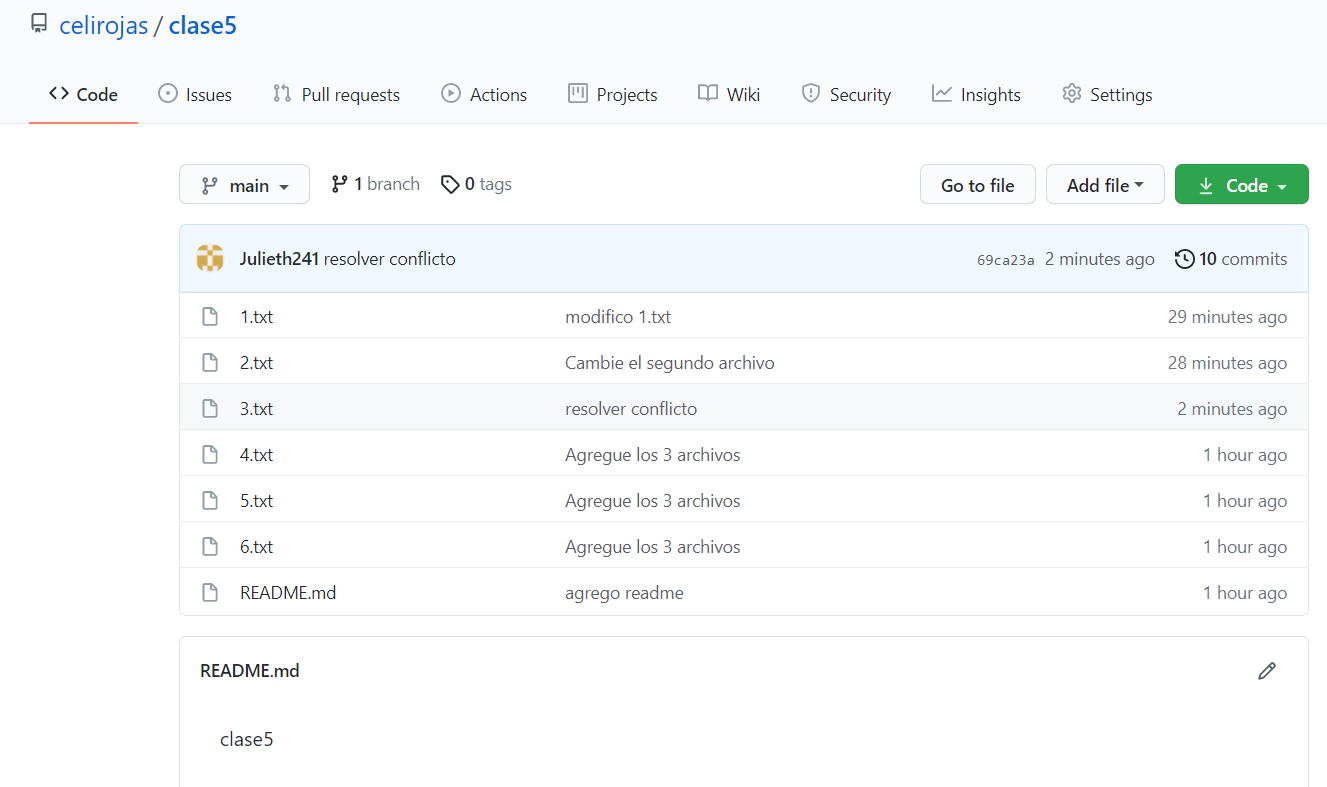 celirojas / clase5
Code Issues Pull requests Actions Projects Wiki Security Insights Settings
main 1 branch 0 tags Go to file Add file Code
Julieth241 resolver conflicto 69ca23a 2 minutes ago 10 commits
1.txt modifico 1.txt 29 minutes ago
2.txt Cambie el segundo archivo 28 minutes ago
3.txt resolver conflicto 2 minutes ago
4.txt Agregue los 3 archivos 1 hour ago
5.txt Agregue los 3 archivos 1 hour ago
6.txt Agregue los 3 archivos 1 hour ago
README.md agrego readme 1 hour ago
README.md
clase5